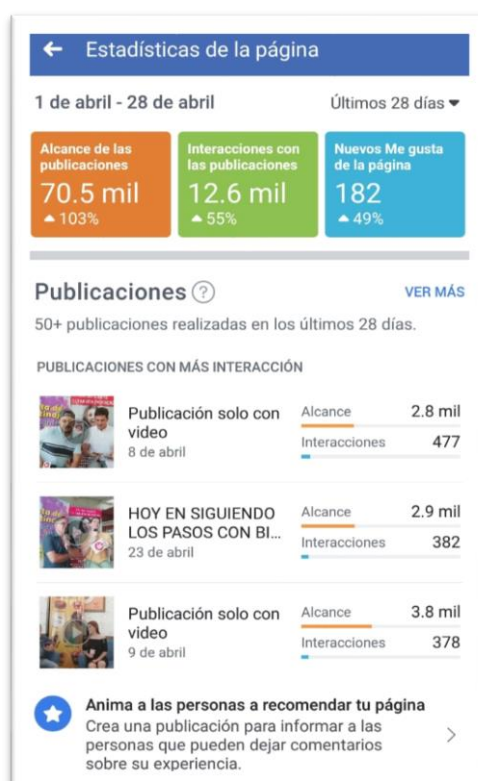 Estadísticas de la página
1 de abril - 28 de abril
Últimos 28 días
Alcance de las
publicaciones
70.5 mil
103%
Interacciones con
las publicaciones
12.6 mil
55%
Nuevos Me gusta
de la página
182
49%
Publicaciones ?
VER MÁS
50+ publicaciones realizadas en los últimos 28 días.
PUBLICACIONES CON MÁS INTERACCIÓN
Publicación solo con
video
8 de abril
Alcance 2.8 mil
Interacciones 477
HOY EN SIGUIENDO
LOS PASOS CON BI...
23 de abril
Alcance 2.9 mil
Interacciones 382
Publicación solo con
video
9 de abril
Alcance 3.8 mil
Interacciones 378
Anima a las personas a recomendar tu página
Crea una publicación para informar a las
personas que pueden dejar comentarios
sobre su experiencia.